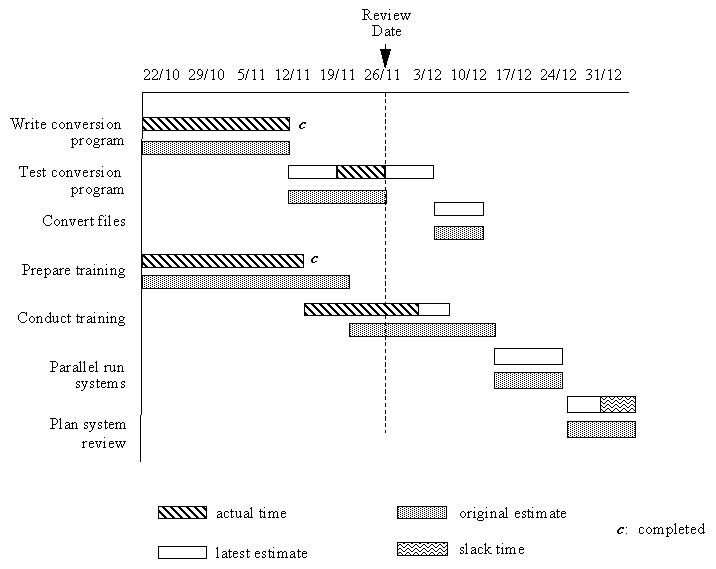 Review
Date
22/10 29/10 5/11 12/11 19/11 26/11 3/12 10/12 17/12 24/12 31/12
Write conversion
program
c
Test conversion
program
Convert files
Prepare training
c
Conduct training
Parallel run
systems
Plan system
review
actual time
original estimate
c: completed
latest estimate
slack time